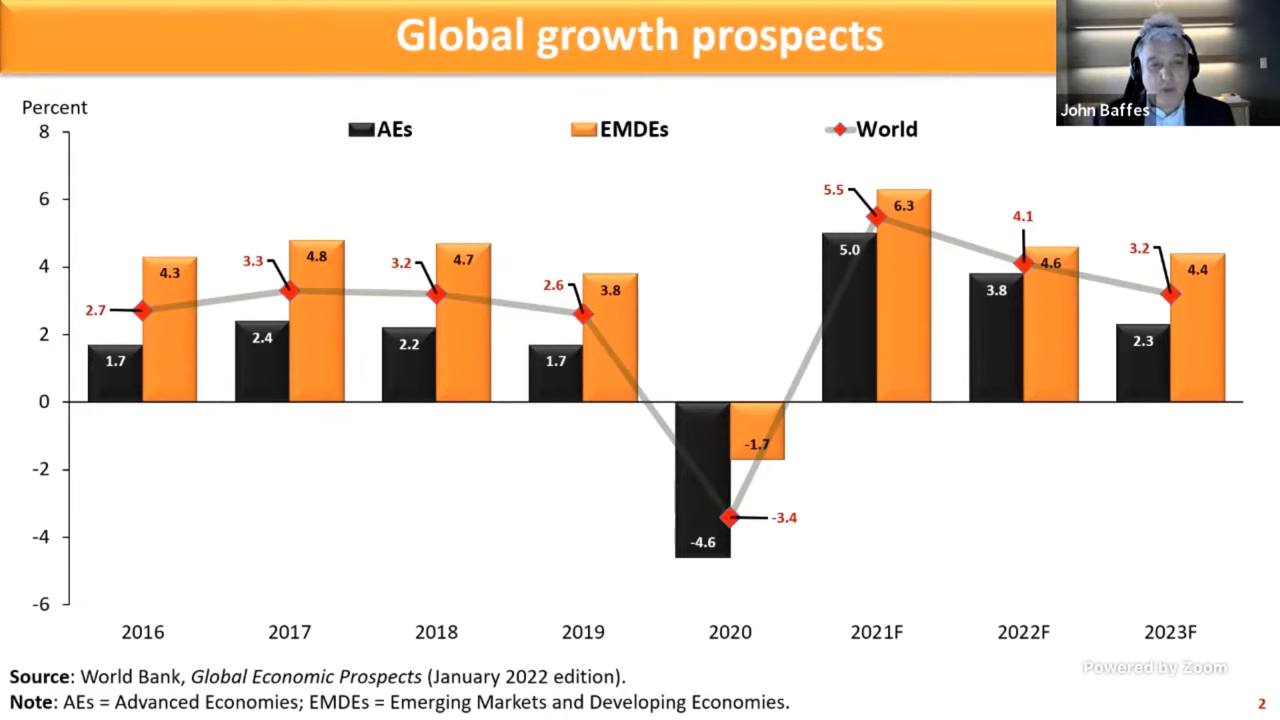 Global growth prospects
John Baffes
Percent
AEs EMDEs World
8
6
4
2
0
-2
-4
-6
2.7 1.7 4.3
3.3 2.4 4.8
3.2 2.2 4.7
2.6 1.7 3.8
-4.6 -1.7 -3.4
5.5 5.0 6.3
4.1 3.8 4.6
3.2 2.3 4.4
2016 2017 2018 2019 2020 2021F 2022F 2023F
Source: World Bank, Global Economic Prospects (January 2022 edition).
Powered by Zoom
Note: AEs = Advanced Economies; EMDEs = Emerging Markets and Developing Economies.
2